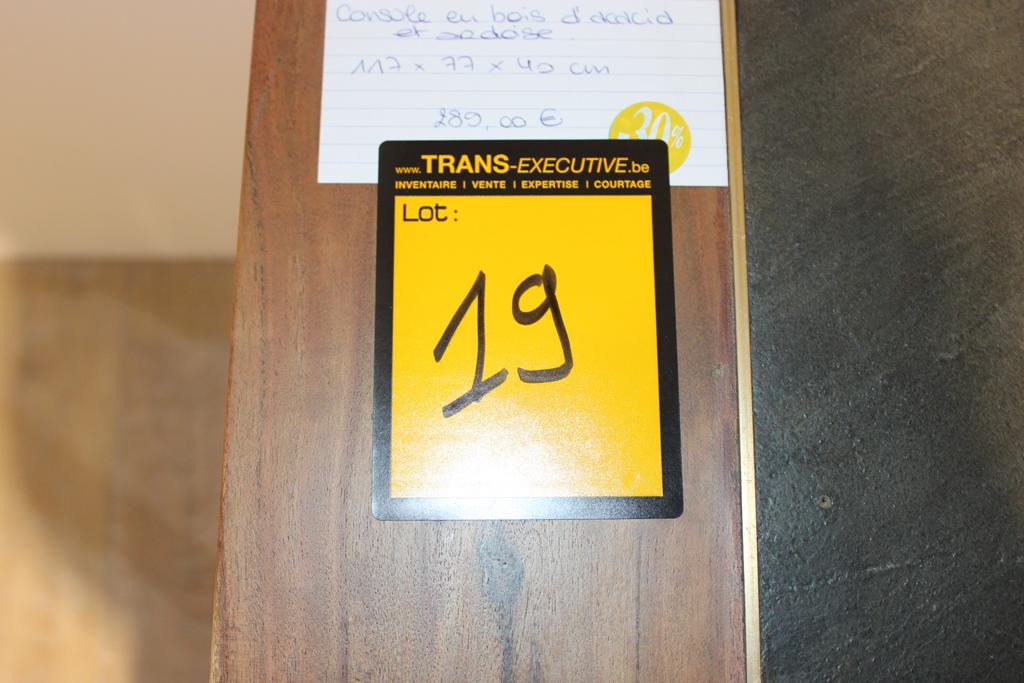 Console en bois d'acacia
et ardoise.
117 x 77 x 40 cm
289,00 €
-30%
www.TRANS-EXECUTIVE.be
INVENTAIRE | VENTE | EXPERTISE | COURTAGE
Lot :
19